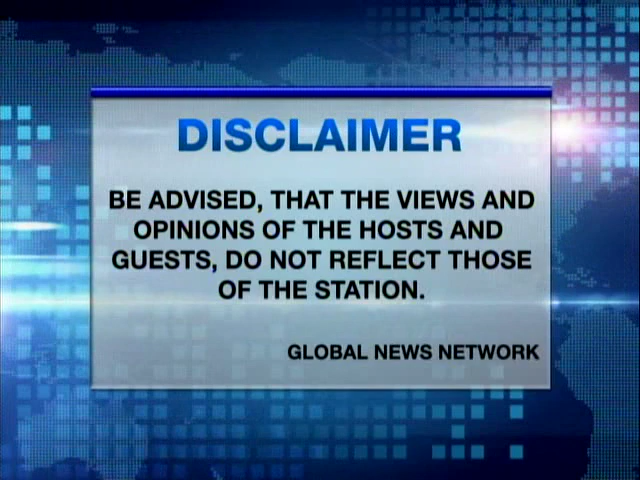 DISCLAIMER
BE ADVISED, THAT THE VIEWS AND
OPINIONS OF THE HOSTS AND
GUESTS, DO NOT REFLECT THOSE
OF THE STATION.
GLOBAL NEWS NETWORK